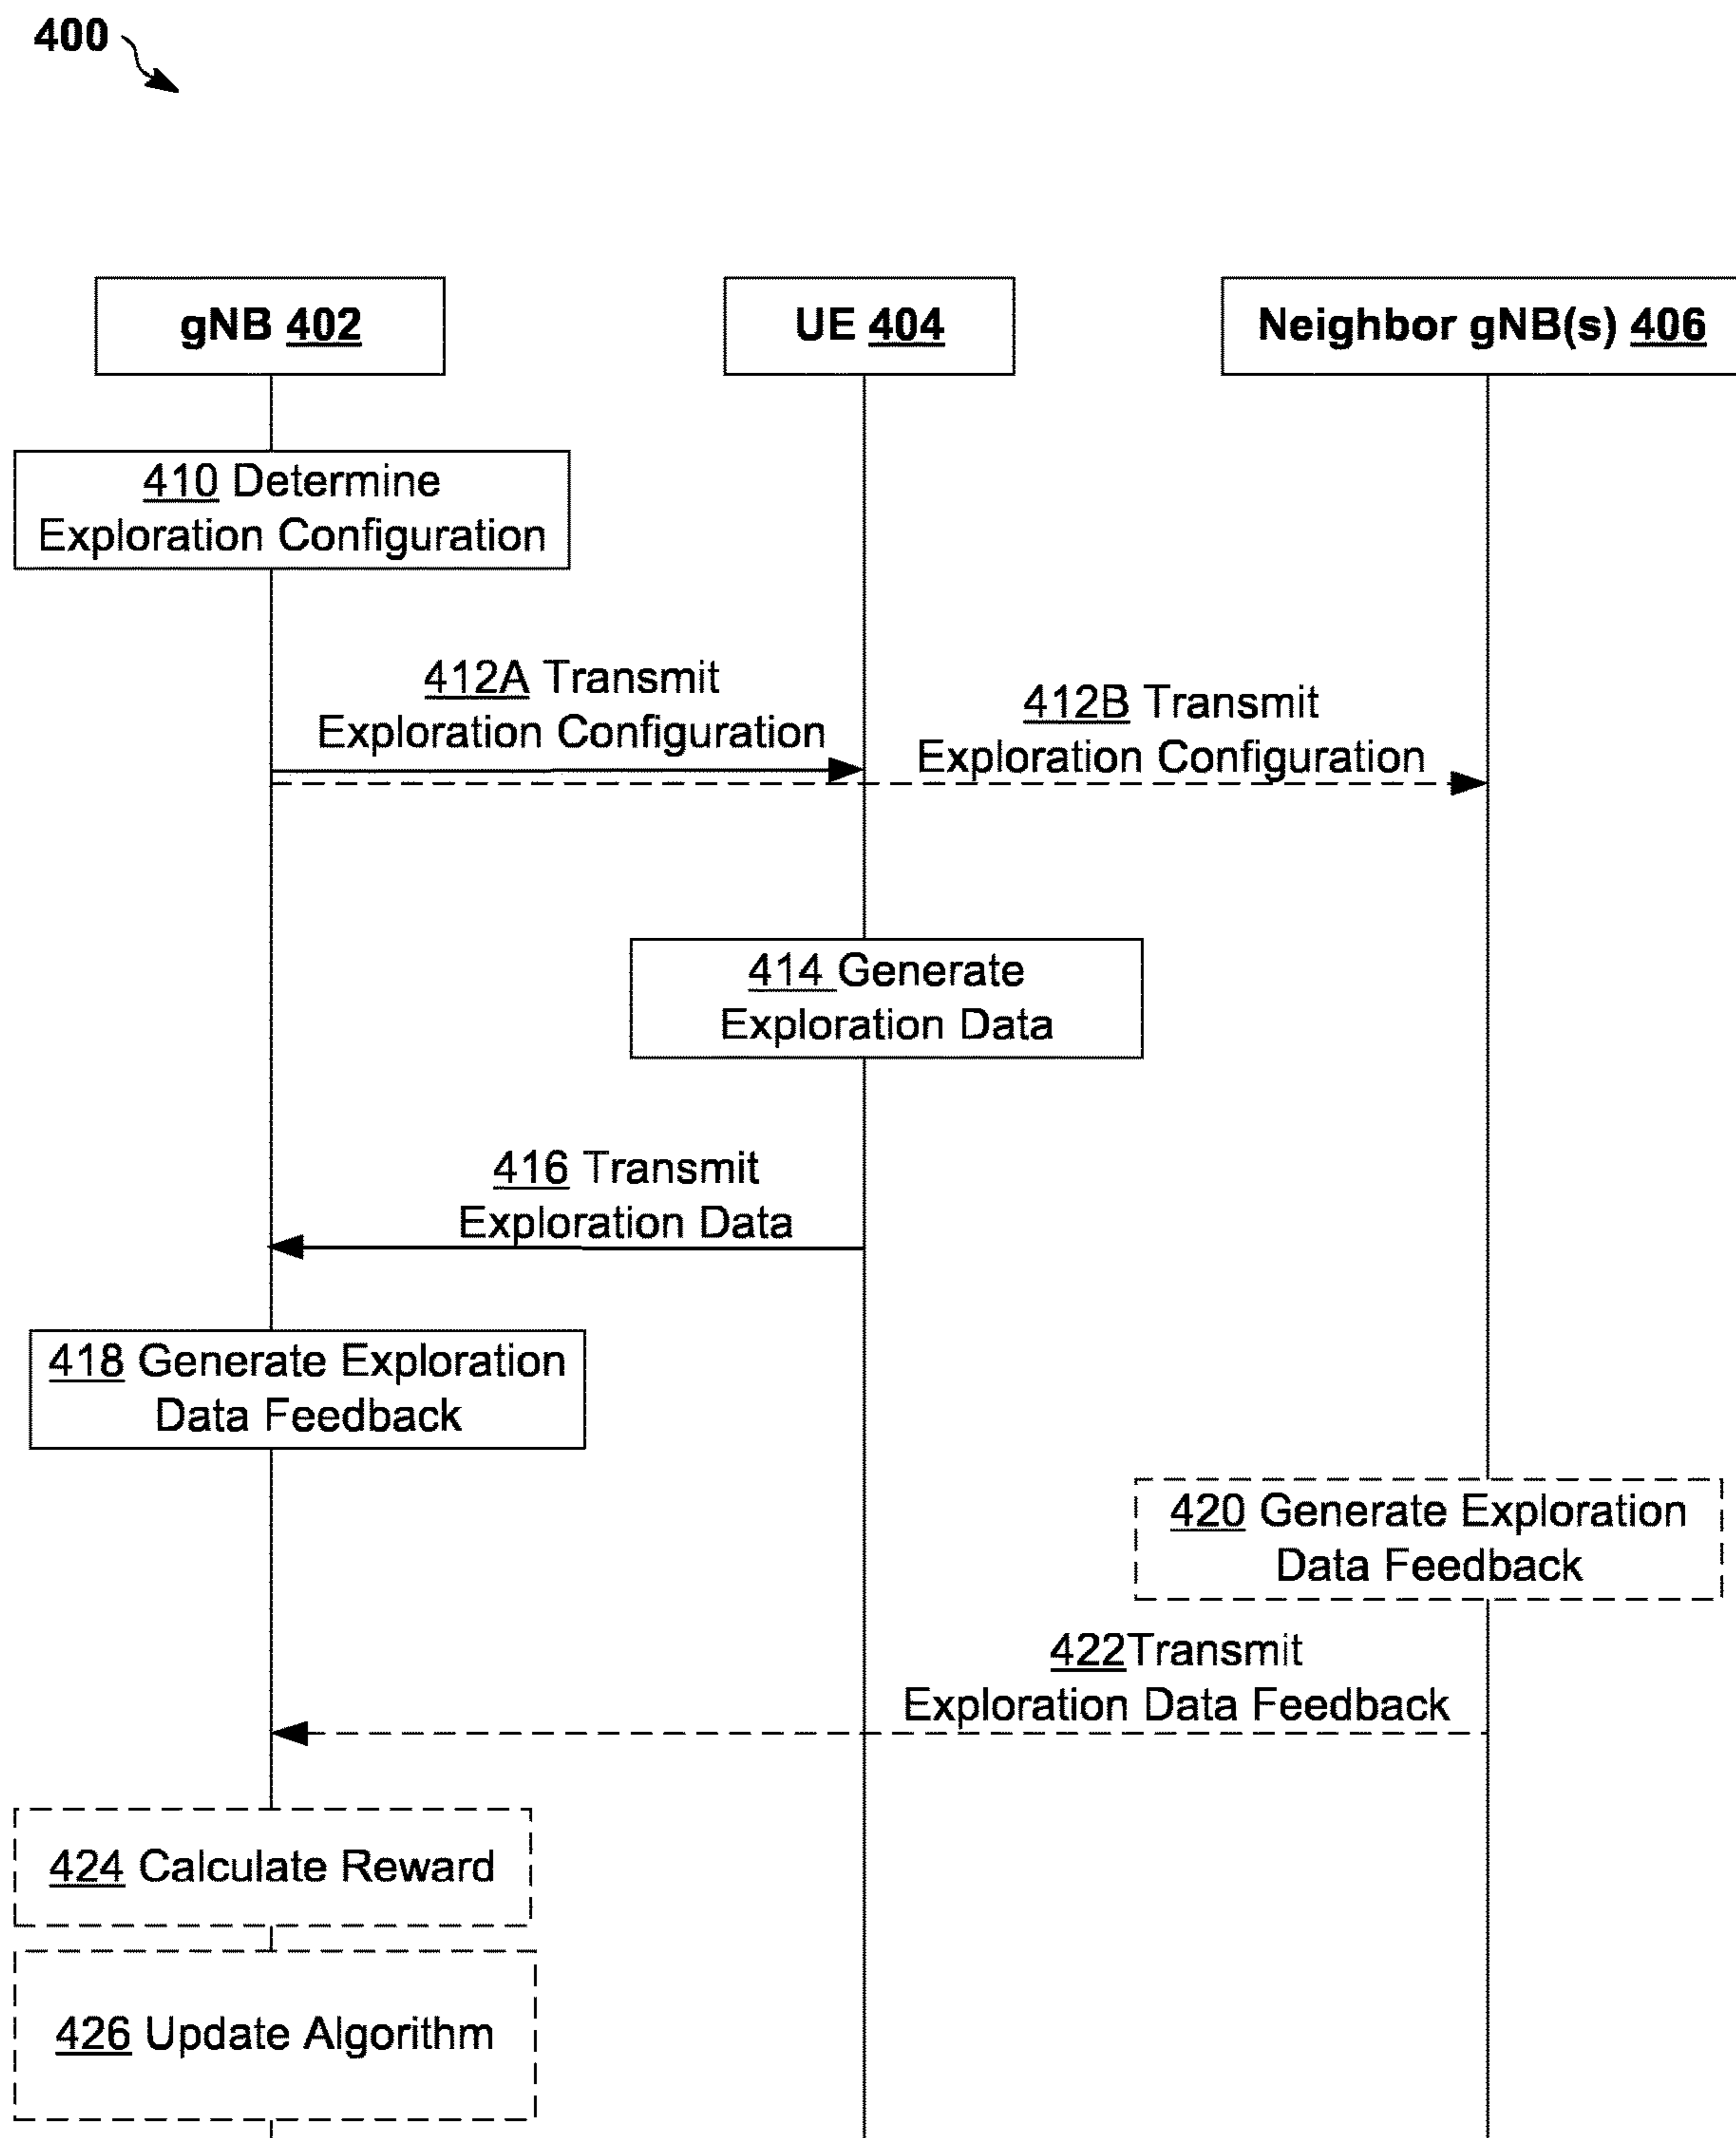 400
gNB 402
UE 404
Neighbor gNB(s) 406
410 Determine
Exploration Configuration
412A Transmit
Exploration Configuration
412B Transmit
Exploration Configuration
414 Generate
Exploration Data
416 Transmit
Exploration Data
418 Generate Exploration
Data Feedback
420 Generate Exploration
Data Feedback
422Transmit
Exploration Data Feedback
424 Calculate Reward
426 Update Algorithm